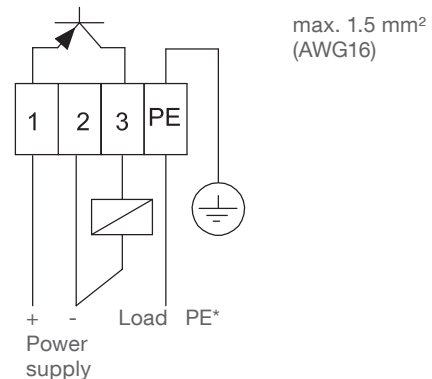 max. 1.5 mm²
(AWG16)
1 2 3 PE
+ - Load PE*
Power
supply